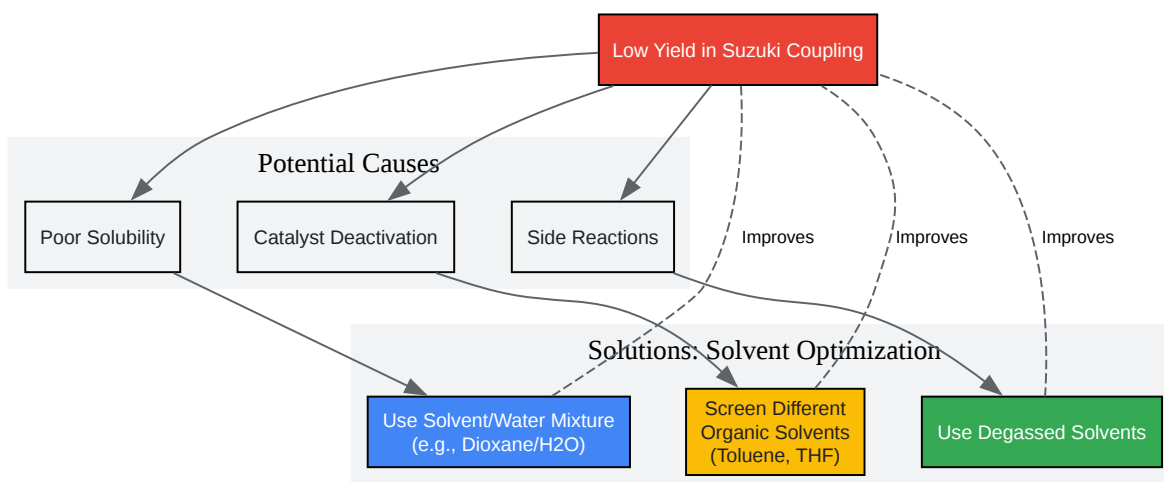 Low Yield in Suzuki Coupling
Potential Causes
Poor Solubility
Catalyst Deactivation
Side Reactions
Improves
Improves
Improves
Solutions: Solvent Optimization
Use Solvent/Water Mixture
(e.g., Dioxane/H2O)
Screen Different
Organic Solvents
(Toluene, THF)
Use Degassed Solvents